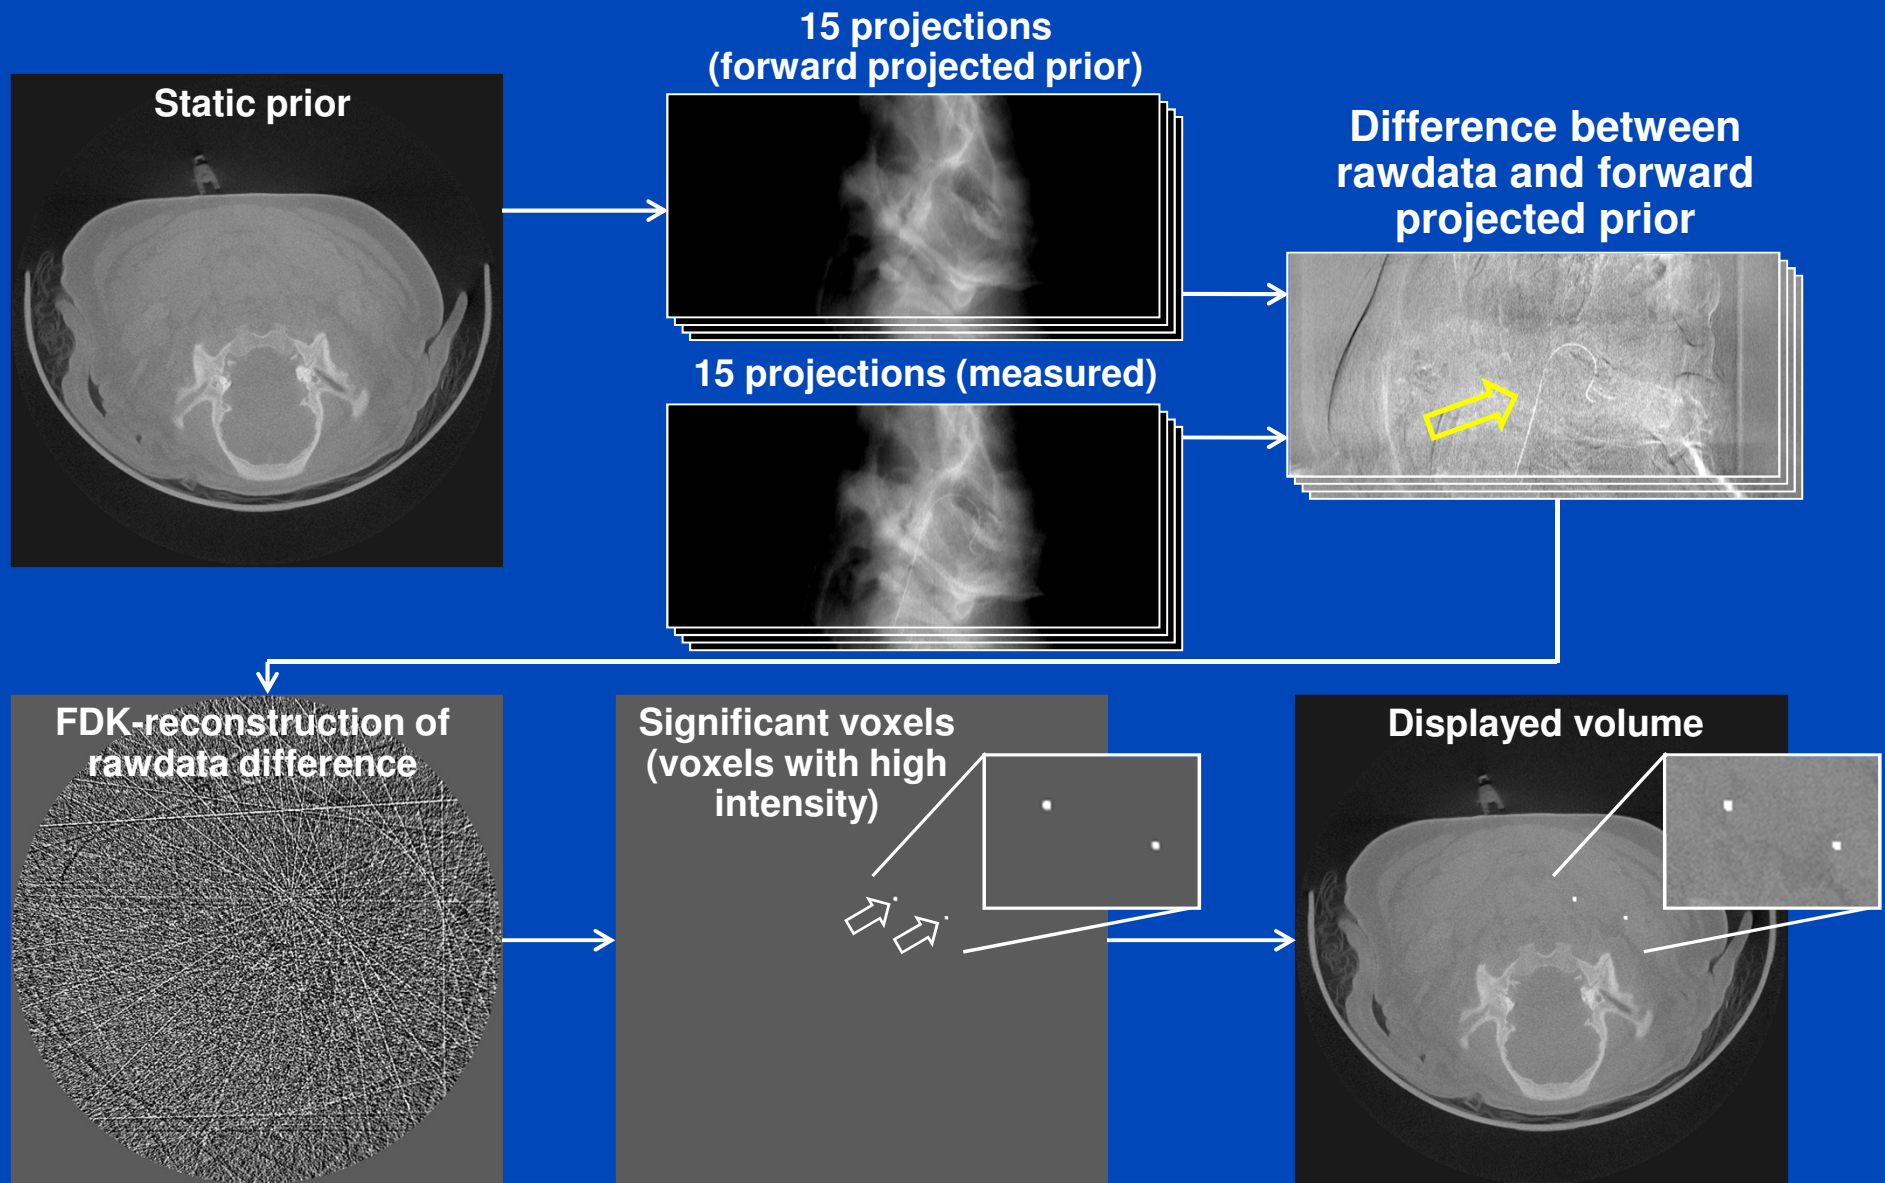 15 projections
(forward projected prior)
Static prior
Difference between
rawdata and forward
projected prior
15 projections (measured)
FDK-reconstruction of
rawdata difference
Significant voxels
(voxels with high
intensity)
Displayed volume